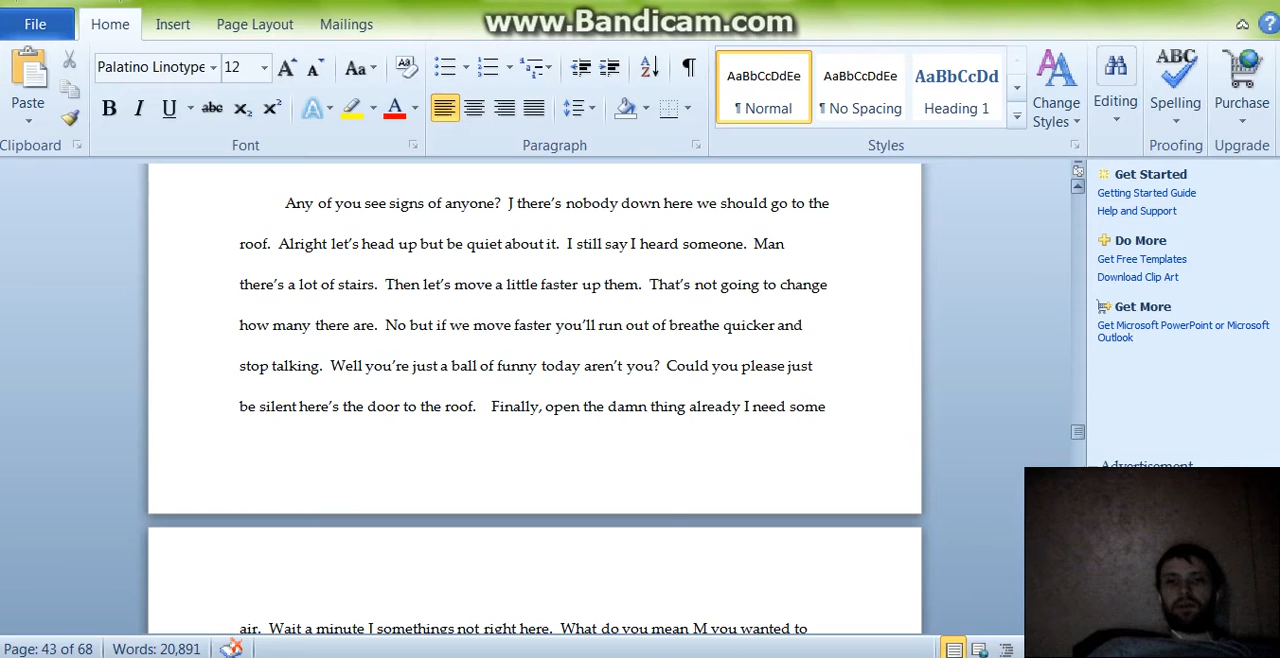 www.Bandicam.com
File Home Insert Page Layout Mailings
Palatino Linotype 12 Aa AaBbCcDdEe AaBbCcDdEe AaBbCcDd ABC
Paste B I U abc X₂ X² A ¶ Normal ¶ No Spacing Heading 1 Change Styles Editing Spelling Purchase
Clipboard Font Paragraph Styles Proofing Upgrade
Any of you see signs of anyone?  J there's nobody down here we should go to the
roof.  Alright let's head up but be quiet about it.  I still say I heard someone.  Man
there's a lot of stairs.  Then let's move a little faster up them.  That's not going to change
how many there are.  No but if we move faster you'll run out of breathe quicker and
stop talking.  Well you're just a ball of funny today aren't you?  Could you please just
be silent here's the door to the roof.   Finally, open the damn thing already I need some
air.  Wait a minute I somethings not right here.  What do you mean M you wanted to
Get Started
Getting Started Guide
Help and Support
Do More
Get Free Templates
Download Clip Art
Get More
Get Microsoft PowerPoint or Microsoft
Outlook
Advertisement
Page: 43 of 68 Words: 20,891